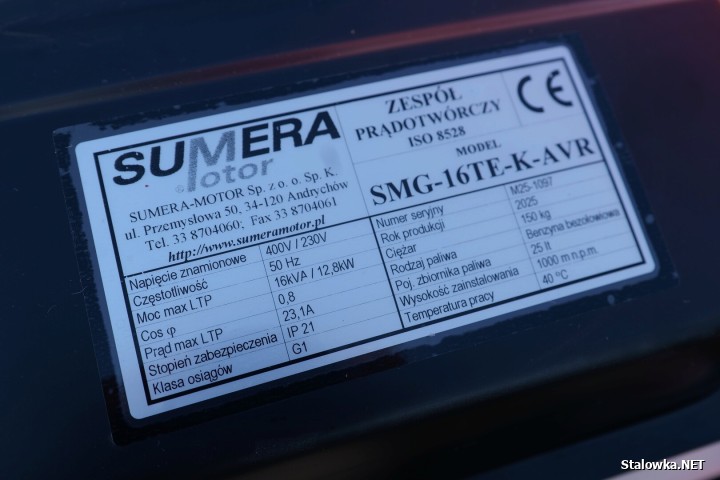 SUMERA
Motor
SUMERA-MOTOR Sp. z o. o. Sp. K.
ul. Przemysłowa 50, 34-120 Andrychów
Tel. 33 8704060; Fax 33 8704061
http://www.sumeramotor.pl
ZESPÓŁ
PRĄDOTWÓRCZY
ISO 8528
CE
MODEL
SMG-16TE-K-AVR
Napięcie znamionowe 400V / 230V
Częstotliwość 50 Hz
Moc max LTP 16kVA / 12,8kW
Cos φ 0,8
Prąd max LTP 23,1A
Stopień zabezpieczenia IP 21
Klasa osiągów G1
Numer seryjny M25-1097
Rok produkcji 2025
Ciężar 150 kg
Rodzaj paliwa Benzyna bezołowiowa
Poj. zbiornika paliwa 25 lt
Wysokość zainstalowania 1000 m n.p.m.
Temperatura pracy 40 °C
Stalowka.NET